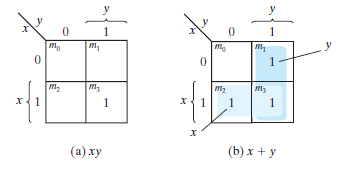 y y
y y
x 0 1 x 0 1
m₀ m₁ m₀ m₁ y
0 0 1
m₂ m₃ m₂ m₃
x 1 1 x 1 1 1
x
(a) xy (b) x + y